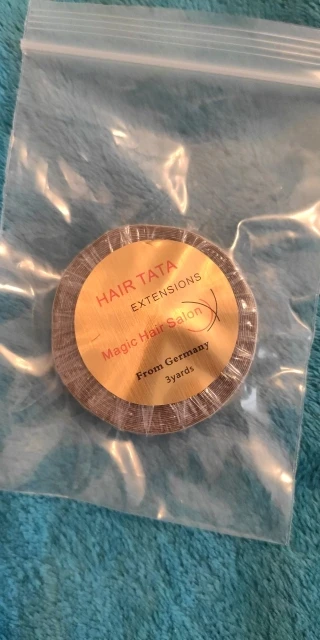 HAIR TATA
EXTENSIONS
Magic Hair Salon
From Germany
3yards